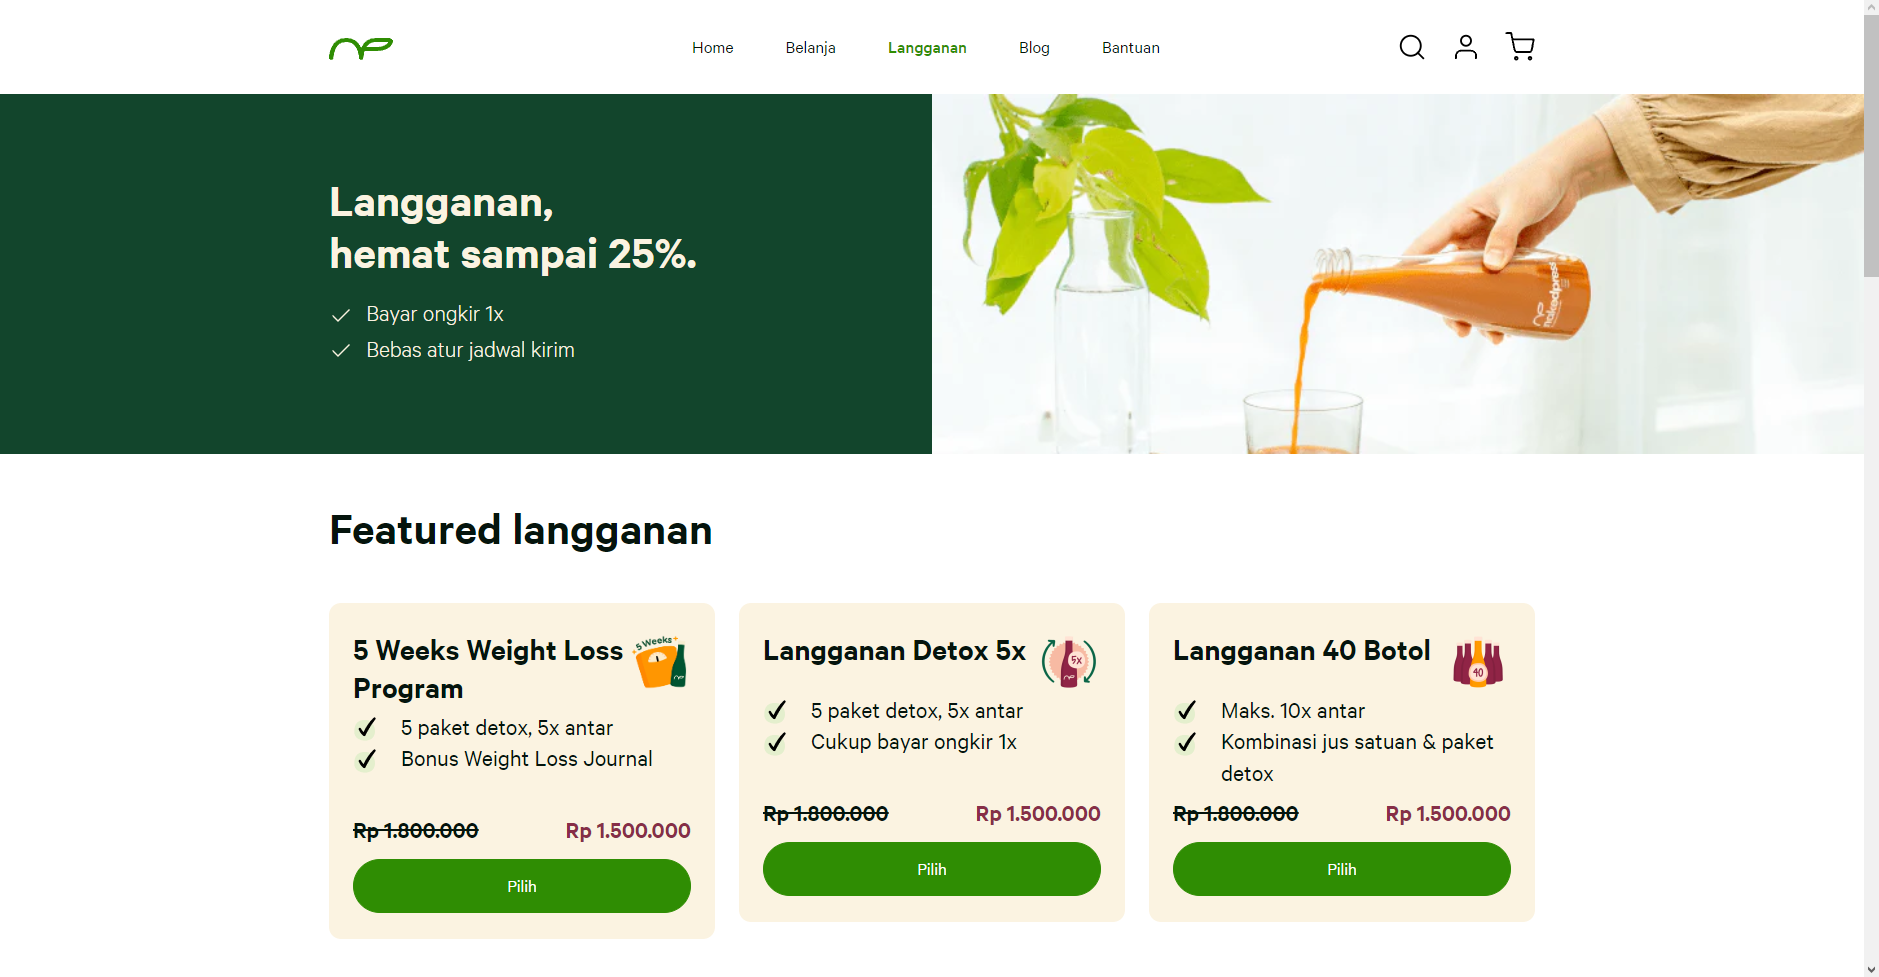 Home
Belanja
Langganan
Blog
Bantuan
Langganan,
hemat sampai 25%.
Bayar ongkir 1x
Bebas atur jadwal kirim
nakedpress
Featured langganan
5 Weeks Weight Loss
Program
5 Weeks
5 paket detox, 5x antar
Bonus Weight Loss Journal
Rp 1.800.000
Rp 1.500.000
Pilih
Langganan Detox 5x
5x
5 paket detox, 5x antar
Cukup bayar ongkir 1x
Rp 1.800.000
Rp 1.500.000
Pilih
Langganan 40 Botol
40
Maks. 10x antar
Kombinasi jus satuan & paket
detox
Rp 1.800.000
Rp 1.500.000
Pilih